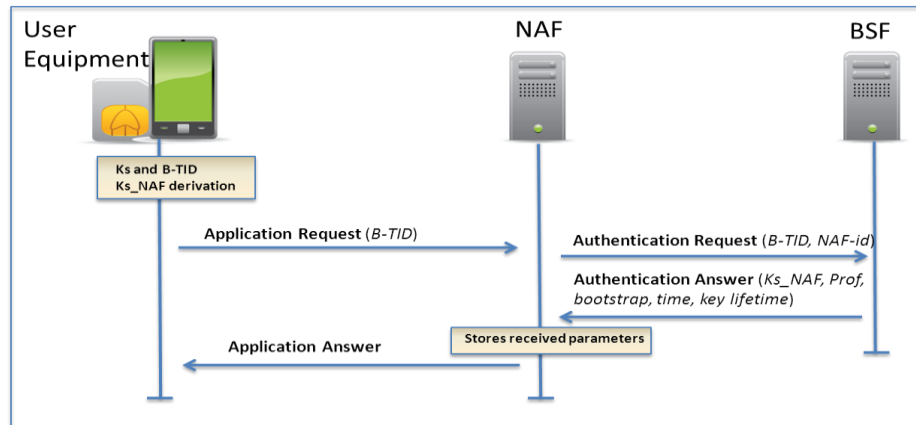 User
Equipment
NAF
BSF
Ks and B-TID
Ks_NAF derivation
Application Request (B-TID)
Authentication Request (B-TID, NAF-id)
Authentication Answer (Ks_NAF, Prof,
bootstrap, time, key lifetime)
Stores received parameters
Application Answer